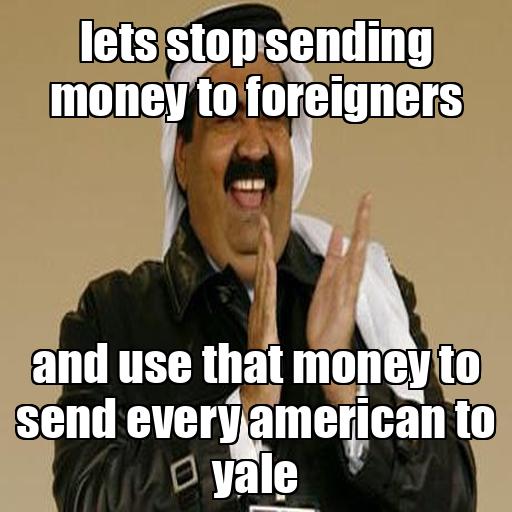 lets stop sending
money to foreigners
and use that money to
send every american to
yale